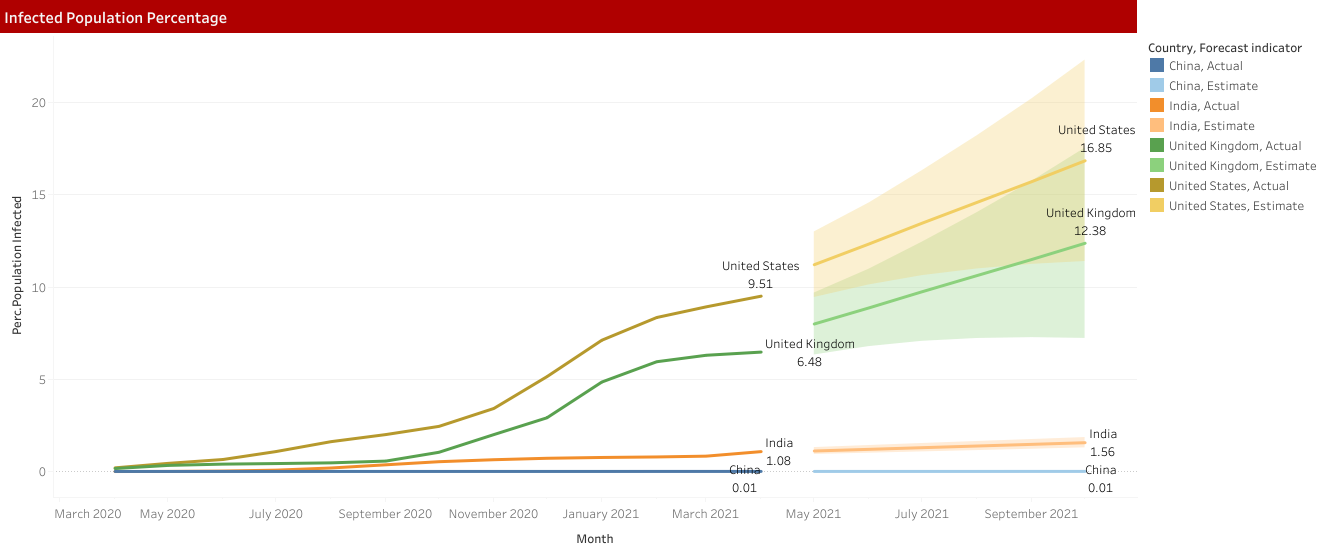 Infected Population Percentage
Country, Forecast indicator
China, Actual
China, Estimate
India, Actual
India, Estimate
United Kingdom, Actual
United Kingdom, Estimate
United States, Actual
United States, Estimate
Perc.Population Infected
20
15
10
5
0
United States
9.51
United Kingdom
6.48
India
1.08
China
0.01
United States
16.85
United Kingdom
12.38
India
1.56
China
0.01
March 2020
May 2020
July 2020
September 2020
November 2020
January 2021
March 2021
May 2021
July 2021
September 2021
Month